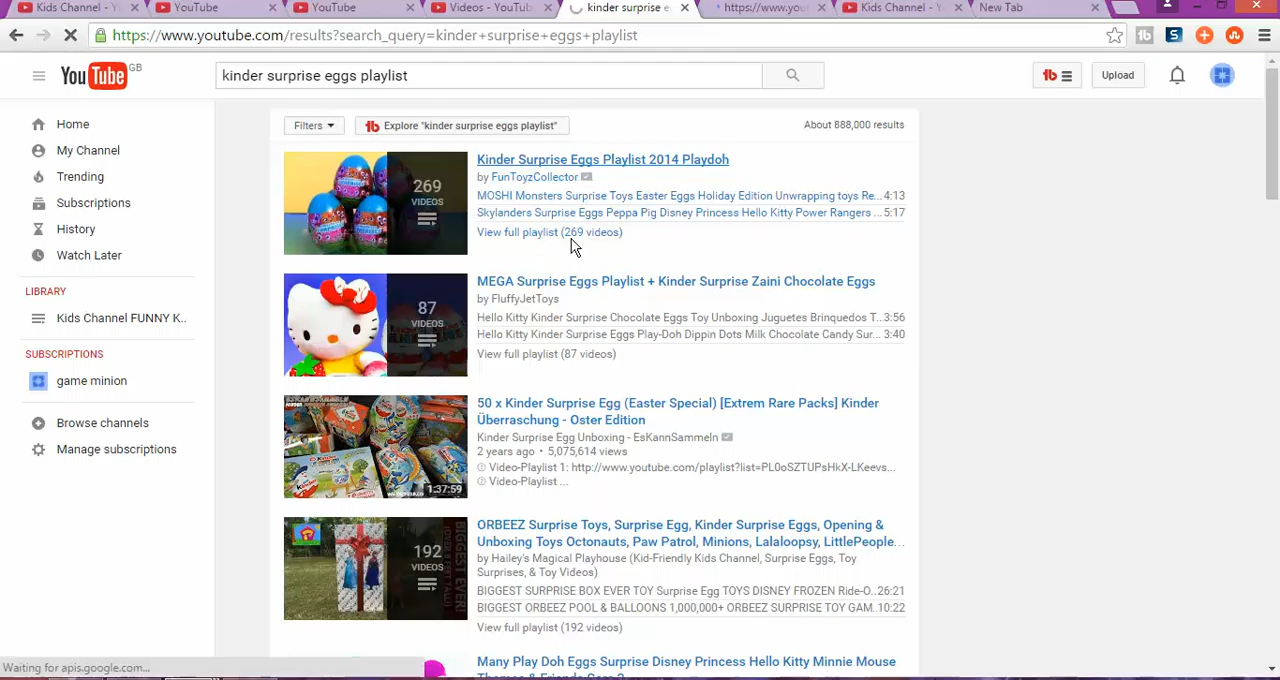 Kids Channel - Y
YouTube
YouTube
Videos - YouTub
kinder surprise e
https://www.yo
Kids Channel - Y
New Tab
https://www.youtube.com/results?search_query=kinder+surprise+eggs+playlist
YouTube GB
kinder surprise eggs playlist
Upload
Home
My Channel
Trending
Subscriptions
History
Watch Later
LIBRARY
Kids Channel FUNNY K...
SUBSCRIPTIONS
game minion
Browse channels
Manage subscriptions
Filters
Explore "kinder surprise eggs playlist"
About 888,000 results
269
VIDEOS
Kinder Surprise Eggs Playlist 2014 Playdoh
by FunToyzCollector
MOSHI Monsters Surprise Toys Easter Eggs Holiday Edition Unwrapping toys Re... 4:13
Skylanders Surprise Eggs Peppa Pig Disney Princess Hello Kitty Power Rangers ... 5:17
View full playlist (269 videos)
87
VIDEOS
MEGA Surprise Eggs Playlist + Kinder Surprise Zaini Chocolate Eggs
by FluffyJetToys
Hello Kitty Kinder Surprise Chocolate Eggs Toy Unboxing Juguetes Brinquedos T... 3:56
Hello Kitty Kinder Surprise Eggs Play-Doh Dippin Dots Milk Chocolate Candy Sur... 3:40
View full playlist (87 videos)
1:37:59
50 x Kinder Surprise Egg (Easter Special) [Extrem Rare Packs] Kinder
Überraschung - Oster Edition
Kinder Surprise Egg Unboxing - EsKannSammeln
2 years ago • 5,075,614 views
Video-Playlist 1: http://www.youtube.com/playlist?list=PL0oSZTUPsHkX-LKeevs...
Video-Playlist ...
192
VIDEOS
ORBEEZ Surprise Toys, Surprise Egg, Kinder Surprise Eggs, Opening &
Unboxing Toys Octonauts, Paw Patrol, Minions, Lalaloopsy, LittlePeople...
by Hailey's Magical Playhouse (Kid-Friendly Kids Channel, Surprise Eggs, Toy
Surprises, & Toy Videos)
BIGGEST SURPRISE BOX EVER TOY Surprise Egg TOYS DISNEY FROZEN Ride-O... 26:21
BIGGEST ORBEEZ POOL & BALLOONS 1,000,000+ ORBEEZ SURPRISE TOY GAM... 10:22
View full playlist (192 videos)
Many Play Doh Eggs Surprise Disney Princess Hello Kitty Minnie Mouse
Waiting for apis.google.com...